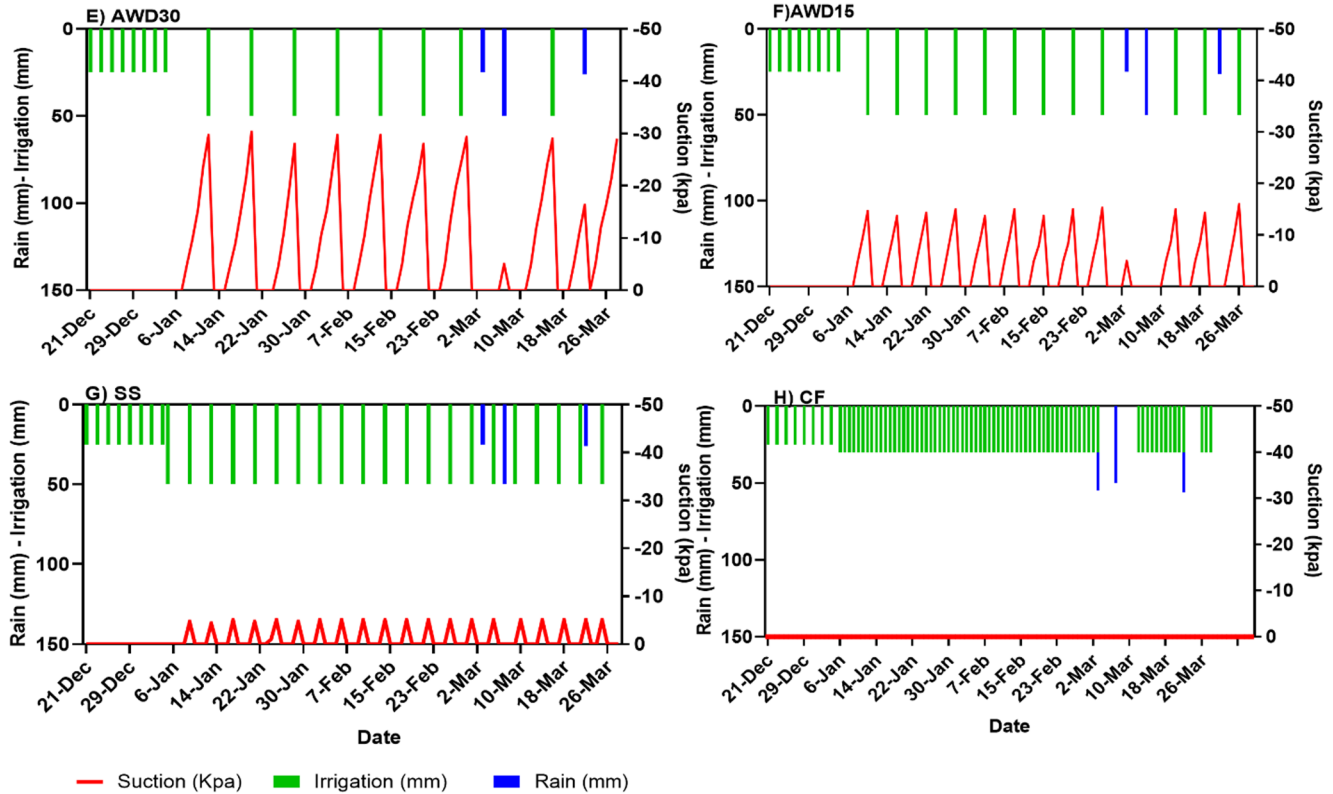 E) AWD30
0
50
100
150
Rain (mm)- Irrigation (mm)
-50
-40
-30
-20
-10
0
Suction (kpa)
21-Dec
29-Dec
6-Jan
14-Jan
22-Jan
30-Jan
7-Feb
15-Feb
23-Feb
2-Mar
10-Mar
18-Mar
26-Mar
F)AWD15
0
50
100
150
Rain (mm) - Irrigation (mm)
-50
-40
-30
-20
-10
0
Suction (kpa)
21-Dec
29-Dec
6-Jan
14-Jan
22-Jan
30-Jan
7-Feb
15-Feb
23-Feb
2-Mar
10-Mar
18-Mar
26-Mar
G) SS
0
50
100
150
Rain (mm) - Irrigation (mm)
-50
-40
-30
-20
-10
0
suction (kpa)
21-Dec
29-Dec
6-Jan
14-Jan
22-Jan
30-Jan
7-Feb
15-Feb
23-Feb
2-Mar
10-Mar
18-Mar
26-Mar
Date
H) CF
0
50
100
150
Rain (mm) - Irrigation (mm)
-50
-40
-30
-20
-10
0
Suction (kpa)
21-Dec
29-Dec
6-Jan
14-Jan
22-Jan
30-Jan
7-Feb
15-Feb
23-Feb
2-Mar
10-Mar
18-Mar
26-Mar
Date
Suction (Kpa)
Irrigation (mm)
Rain (mm)